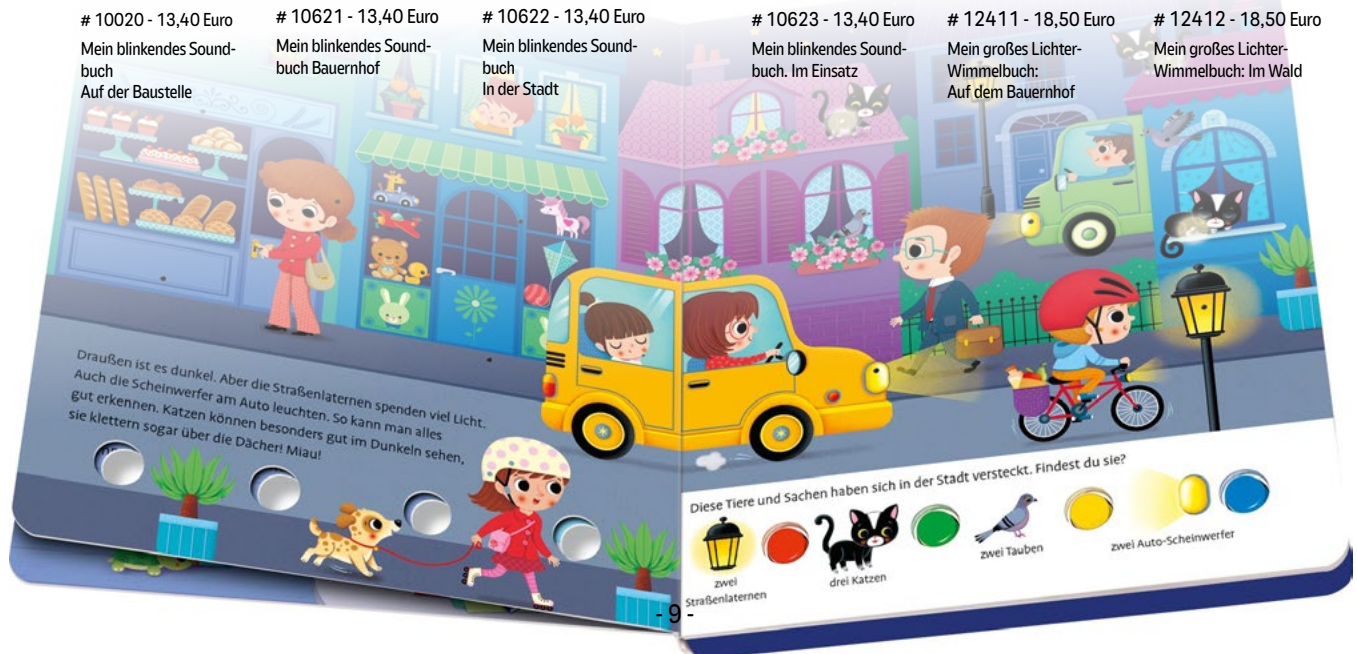 # 10020 - 13,40 Euro
Mein blinkendes Sound-
buch
Auf der Baustelle
# 10621 - 13,40 Euro
Mein blinkendes Sound-
buch Bauernhof
# 10622 - 13,40 Euro
Mein blinkendes Sound-
buch
In der Stadt
# 10623 - 13,40 Euro
Mein blinkendes Sound-
buch. Im Einsatz
# 12411 - 18,50 Euro
Mein großes Lichter-
Wimmelbuch:
Auf dem Bauernhof
# 12412 - 18,50 Euro
Mein großes Lichter-
Wimmelbuch: Im Wald
Draußen ist es dunkel. Aber die Straßenlaternen spenden viel Licht.
Auch die Scheinwerfer am Auto leuchten. So kann man alles
gut erkennen. Katzen können besonders gut im Dunkeln sehen,
sie klettern sogar über die Dächer! Miau!
Diese Tiere und Sachen haben sich in der Stadt versteckt. Findest du sie?
zwei
Straßenlaternen
drei Katzen
zwei Tauben
zwei Auto-Scheinwerfer
- 9 -